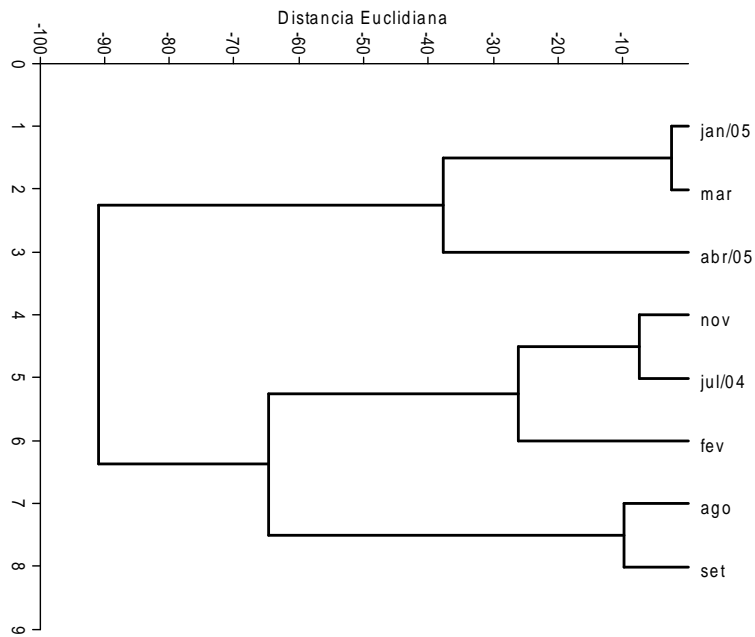 Distancia Euclidiana
-100 -90 -80 -70 -60 -50 -40 -30 -20 -10
0
1 jan/05
2 mar
3 abr/05
4 nov
5 jul/04
6 fev
7 ago
8 set
9